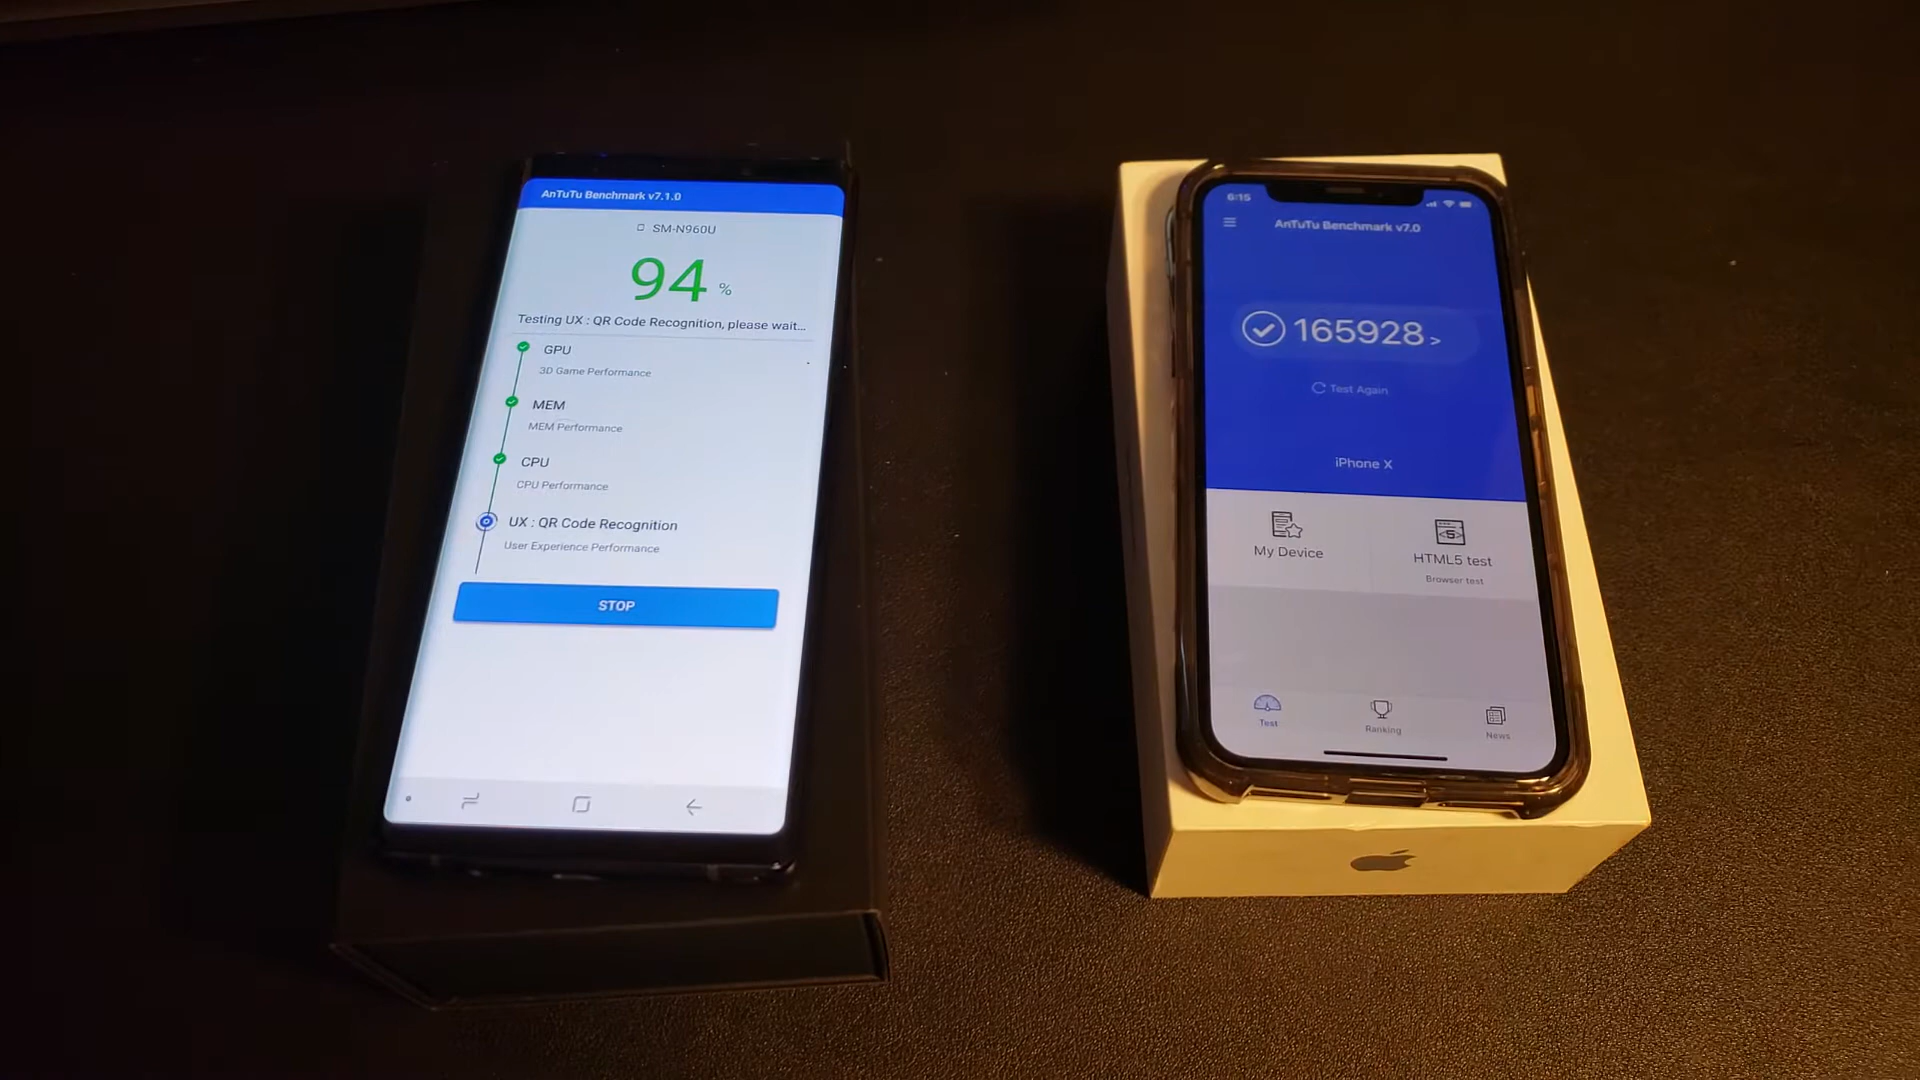 AnTuTu Benchmark v7.1.0
SM-N960U
94 %
Testing UX : QR Code Recognition, please wait...
GPU
3D Game Performance
MEM
MEM Performance
CPU
CPU Performance
UX : QR Code Recognition
User Experience Performance
STOP
6:15
AnTuTu Benchmark v7.0
165928 >
Test Again
iPhone X
My Device
HTML5 test
Browser test
Test
Ranking
News